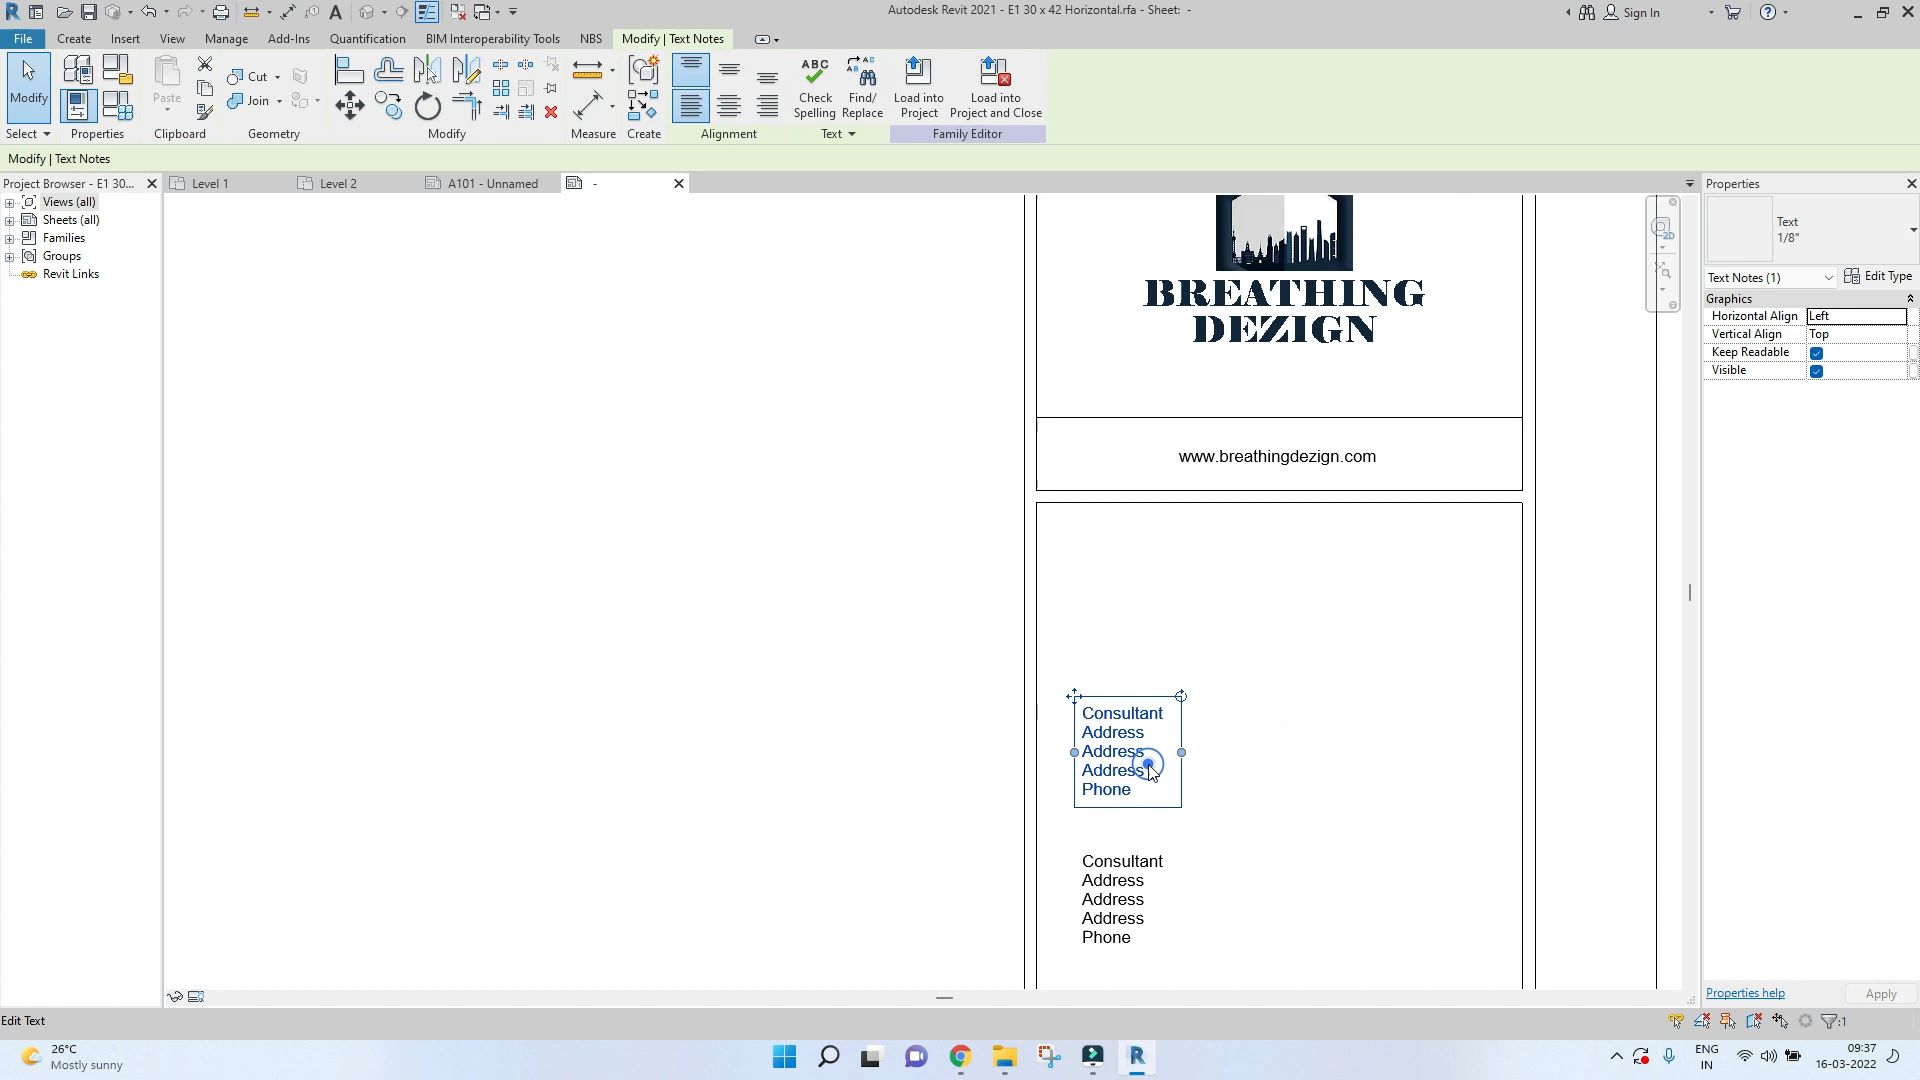 Autodesk Revit 2021 - E1 30 x 42 Horizontal.rfa - Sheet: -
Sign In
File Create Insert View Manage Add-Ins Quantification BIM Interoperability Tools NBS Modify | Text Notes
Modify
Paste
Cut
Join
ABC
Check Spelling
Find/ Replace
Load into Project
Load into Project and Close
Select Properties Clipboard Geometry Modify Measure Create Alignment Text Family Editor
Modify | Text Notes
Project Browser - E1 30...
Level 1
Level 2
A101 - Unnamed
-
Properties
Views (all)
Sheets (all)
Families
Groups
Revit Links
2D
Text
1/8"
Text Notes (1)
Edit Type
Graphics
Horizontal Align Left
Vertical Align Top
Keep Readable
Visible
BREATHING
DEZIGN
www.breathingdezign.com
Consultant
Address
Address
Address
Phone
Consultant
Address
Address
Address
Phone
Properties help
Apply
Edit Text
:1
26°C
Mostly sunny
ENG
IN
09:37
16-03-2022